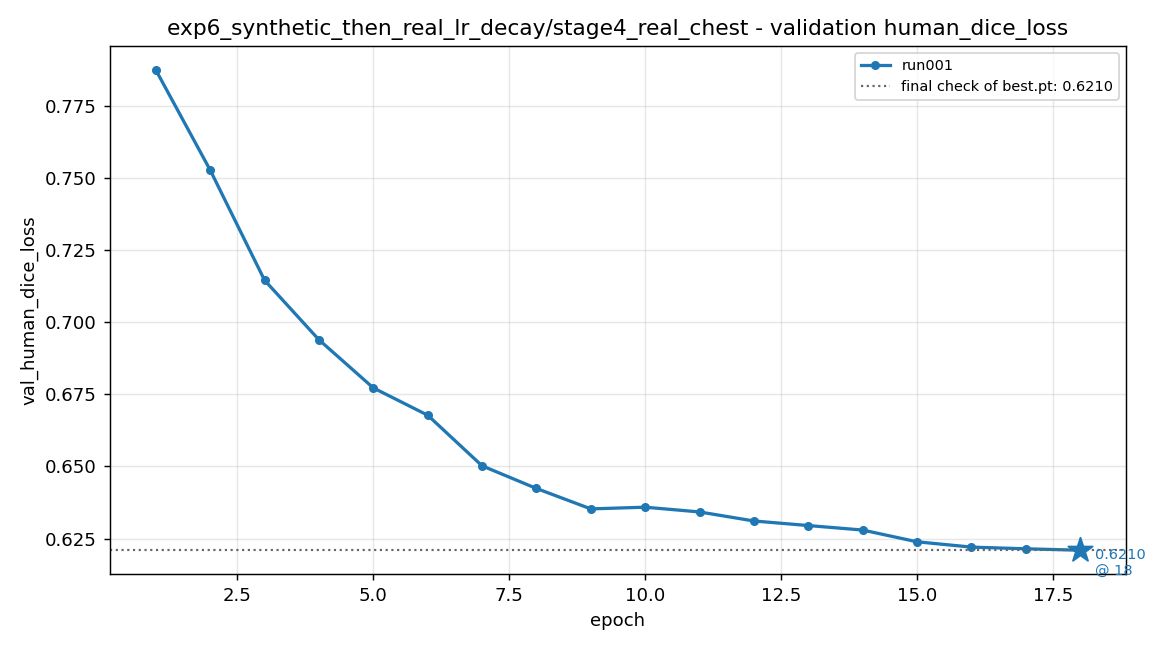 exp6_synthetic_then_real_lr_decay/stage4_real_chest - validation human_dice_loss
run001
final check of best.pt: 0.6210
0.775
0.750
0.725
0.700
0.675
0.650
0.625
val_human_dice_loss
0.6210
@ 18
2.5 5.0 7.5 10.0 12.5 15.0 17.5
epoch